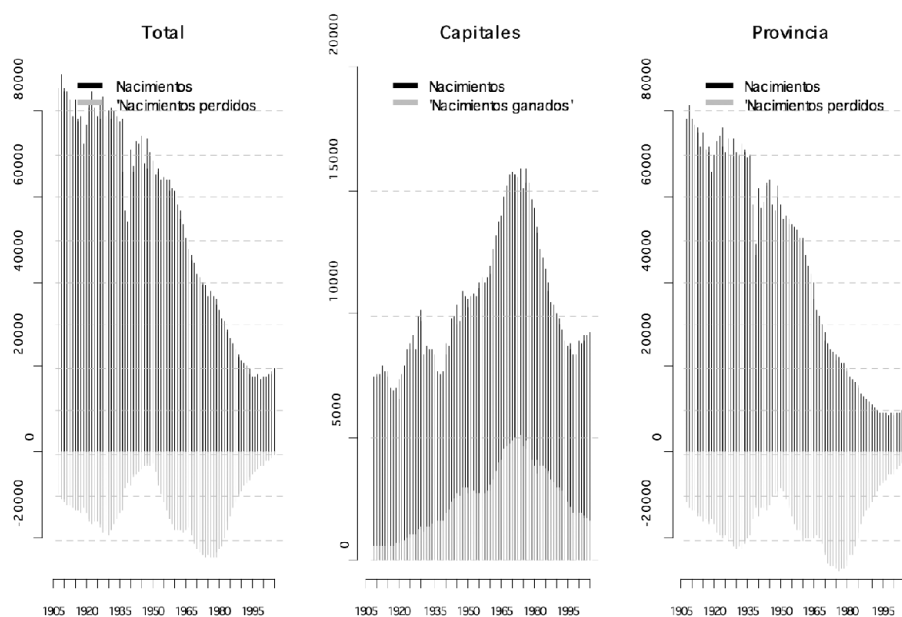 Total
Nacimientos
'Nacimientos perdidos
80000
60000
40000
20000
0
-20000
1905 1920 1935 1950 1965 1980 1995
Capitales
Nacimientos
'Nacimientos ganados'
20000
15000
10000
5000
0
1905 1920 1935 1950 1965 1980 1995
Provincia
Nacimientos
'Nacimientos perdidos
80000
60000
40000
20000
0
-20000
1905 1920 1935 1950 1965 1980 1995